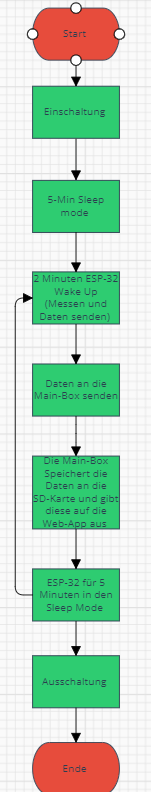 Start
Einschaltung
5-Min Sleep
mode
2 Minuten ESP-32
Wake Up
(Messen und
Daten senden)
Daten an die
Main-Box senden
Die Main-Box
Speichert die
Daten an die
SD-Karte und gibt
diese auf die
Web-App aus
ESP-32 für 5
Minuten in den
Sleep Mode
Ausschaltung
Ende